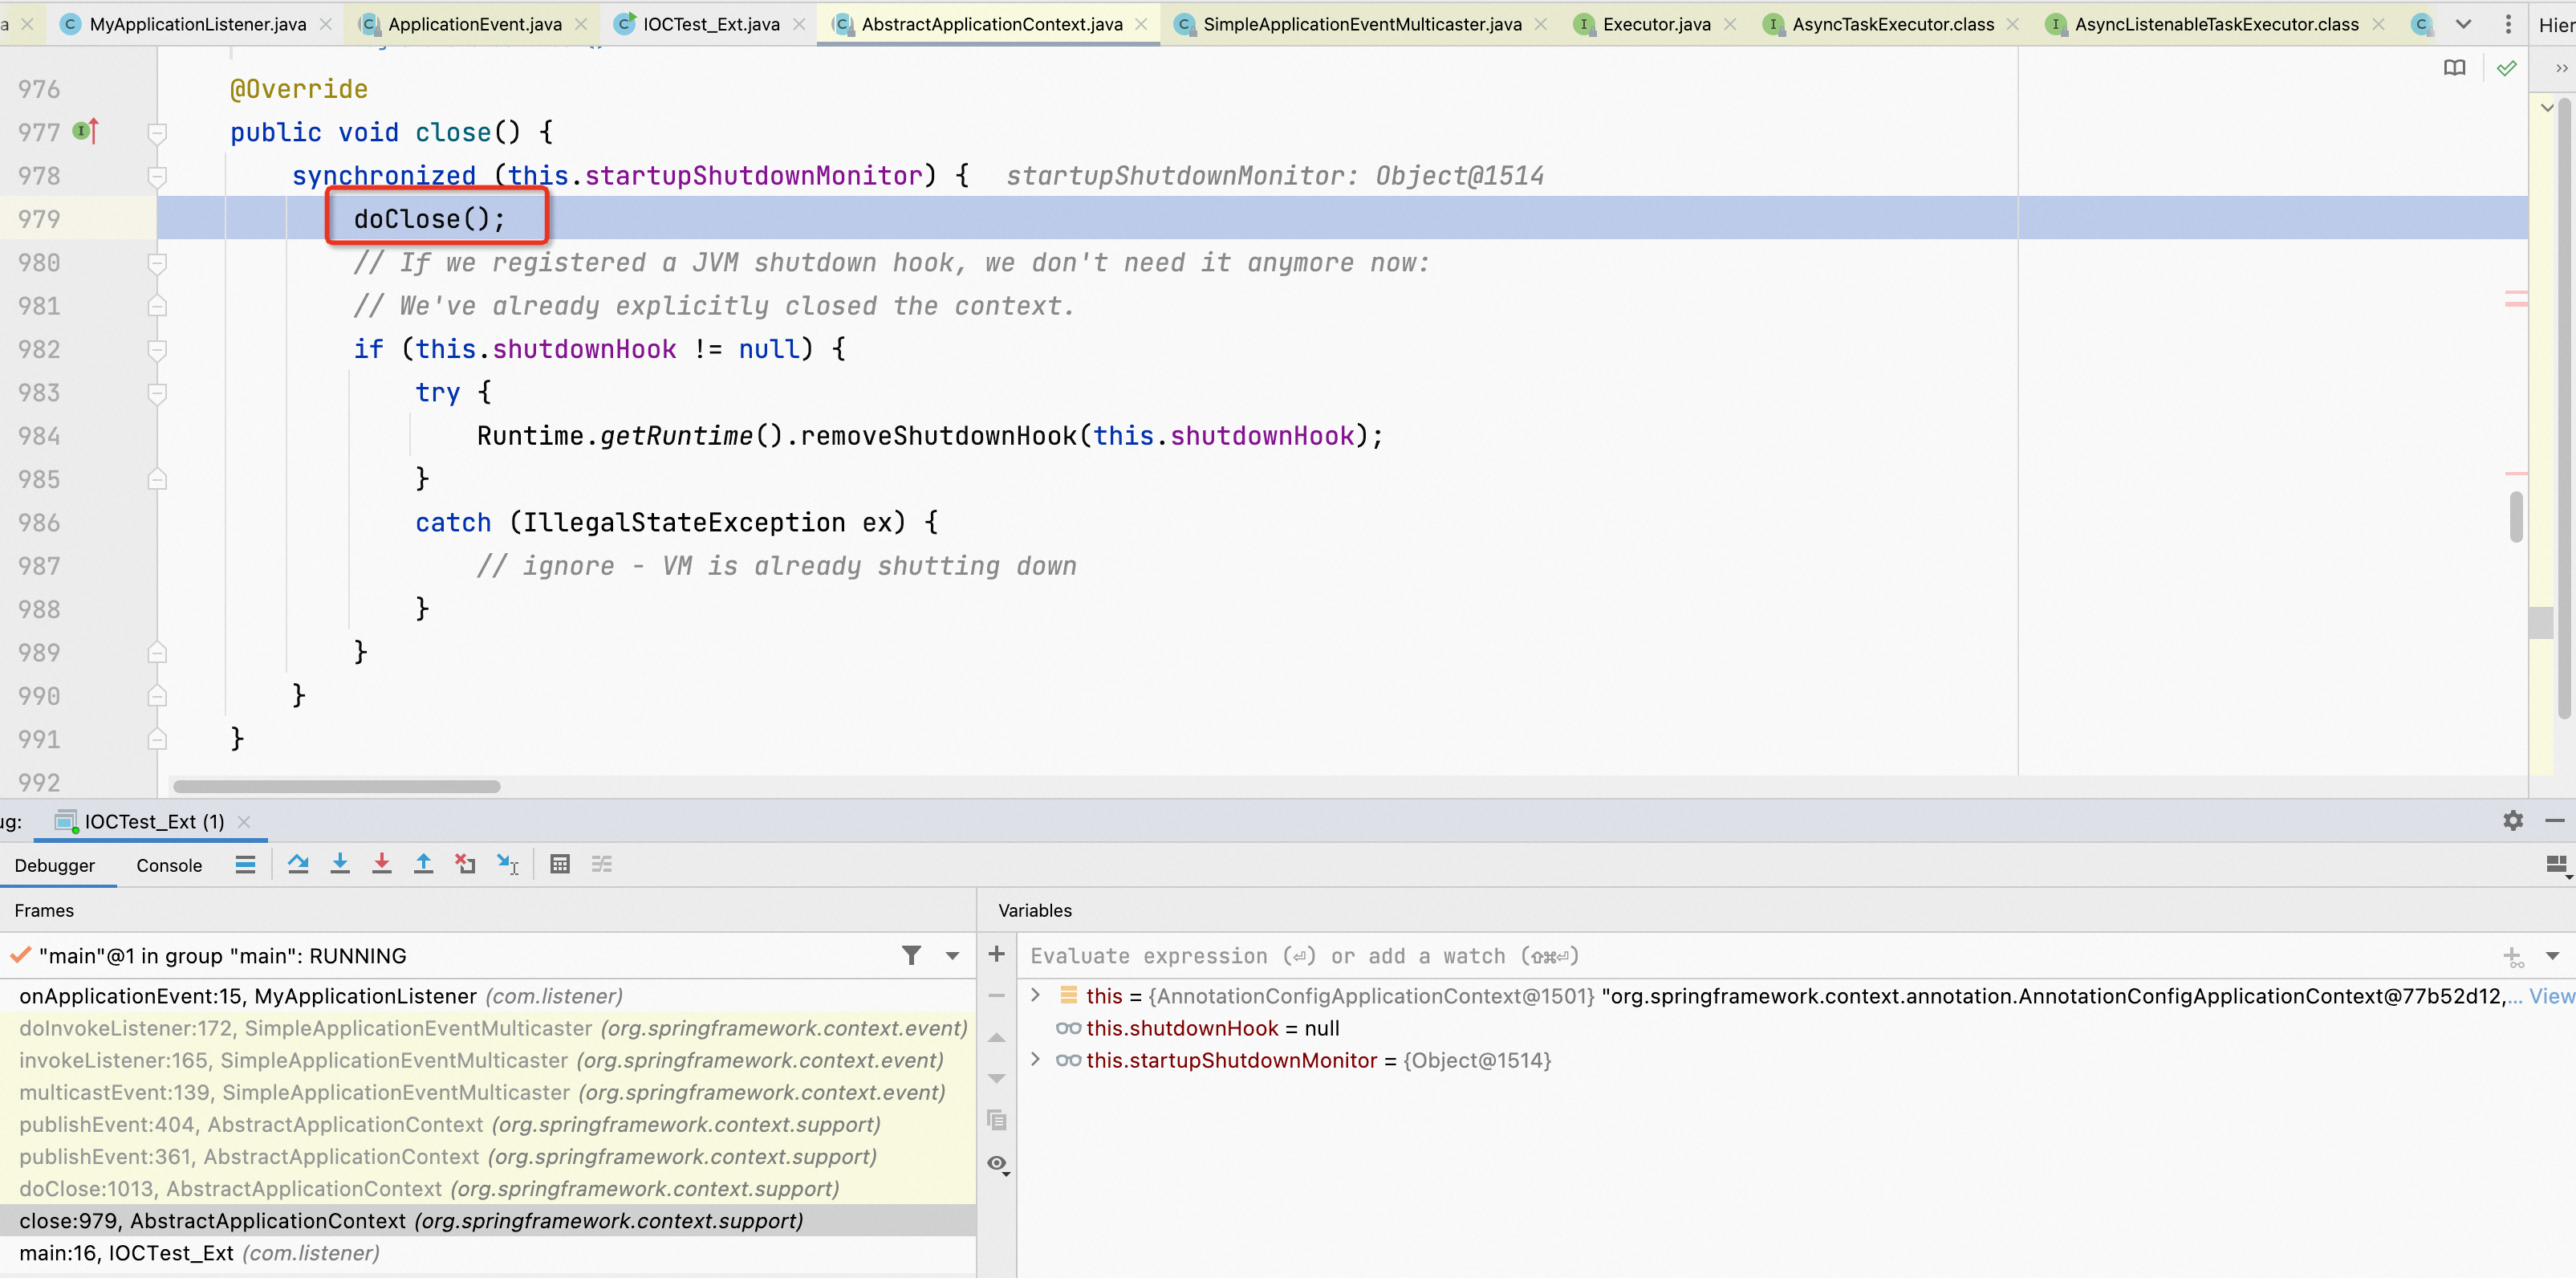 a MyApplicationListener.java ApplicationEvent.java IOCTest_Ext.java AbstractApplicationContext.java SimpleApplicationEventMulticaster.java Executor.java AsyncTaskExecutor.class AsyncListenableTaskExecutor.class Hier
976 @Override
977 public void close() {
978 synchronized (this.startupShutdownMonitor) { startupShutdownMonitor: Object@1514
979 doClose();
980 // If we registered a JVM shutdown hook, we don't need it anymore now:
981 // We've already explicitly closed the context.
982 if (this.shutdownHook != null) {
983 try {
984 Runtime.getRuntime().removeShutdownHook(this.shutdownHook);
985 }
986 catch (IllegalStateException ex) {
987 // ignore - VM is already shutting down
988 }
989 }
990 }
991 }
992
ug: IOCTest_Ext (1)
Debugger Console
Frames
"main"@1 in group "main": RUNNING
onApplicationEvent:15, MyApplicationListener (com.listener)
doInvokeListener:172, SimpleApplicationEventMulticaster (org.springframework.context.event)
invokeListener:165, SimpleApplicationEventMulticaster (org.springframework.context.event)
multicastEvent:139, SimpleApplicationEventMulticaster (org.springframework.context.event)
publishEvent:404, AbstractApplicationContext (org.springframework.context.support)
publishEvent:361, AbstractApplicationContext (org.springframework.context.support)
doClose:1013, AbstractApplicationContext (org.springframework.context.support)
close:979, AbstractApplicationContext (org.springframework.context.support)
main:16, IOCTest_Ext (com.listener)
Variables
Evaluate expression (⏎) or add a watch (⇧⌘⏎)
this = {AnnotationConfigApplicationContext@1501} "org.springframework.context.annotation.AnnotationConfigApplicationContext@77b52d12,... View
this.shutdownHook = null
this.startupShutdownMonitor = {Object@1514}